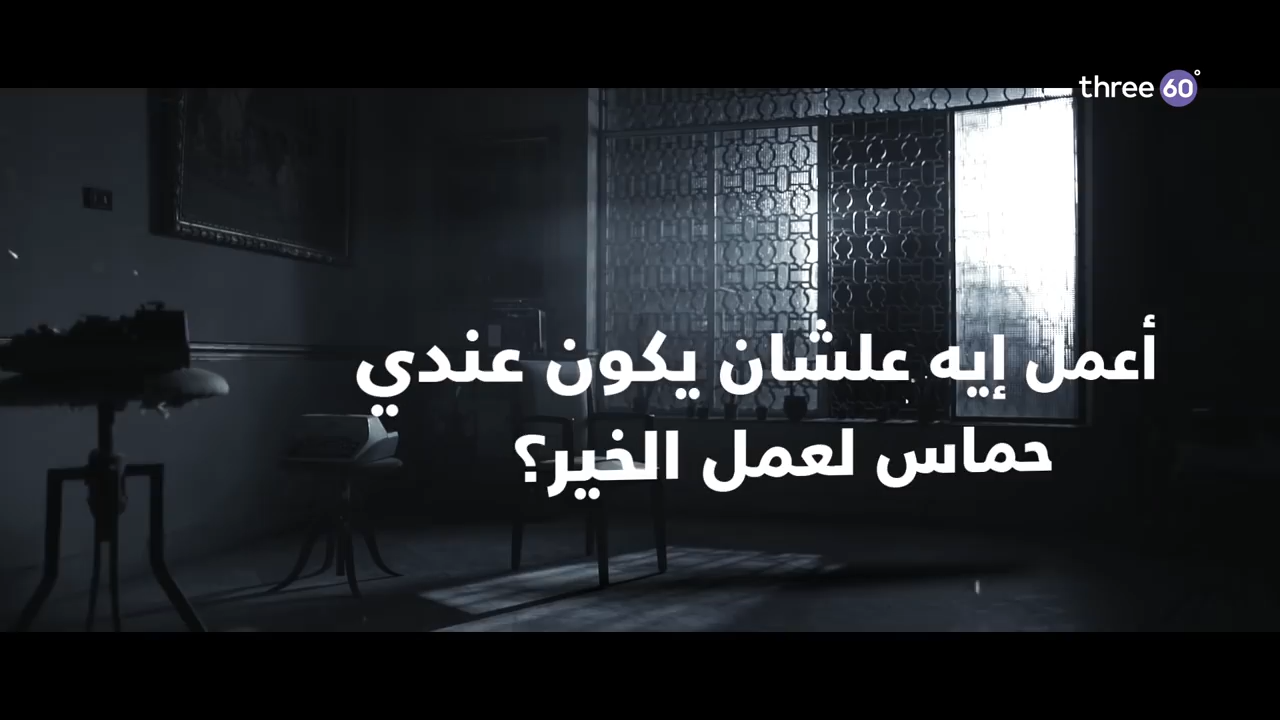 three 60°
أعمل إيه علشان يكون عندي
حماس لعمل الخير؟